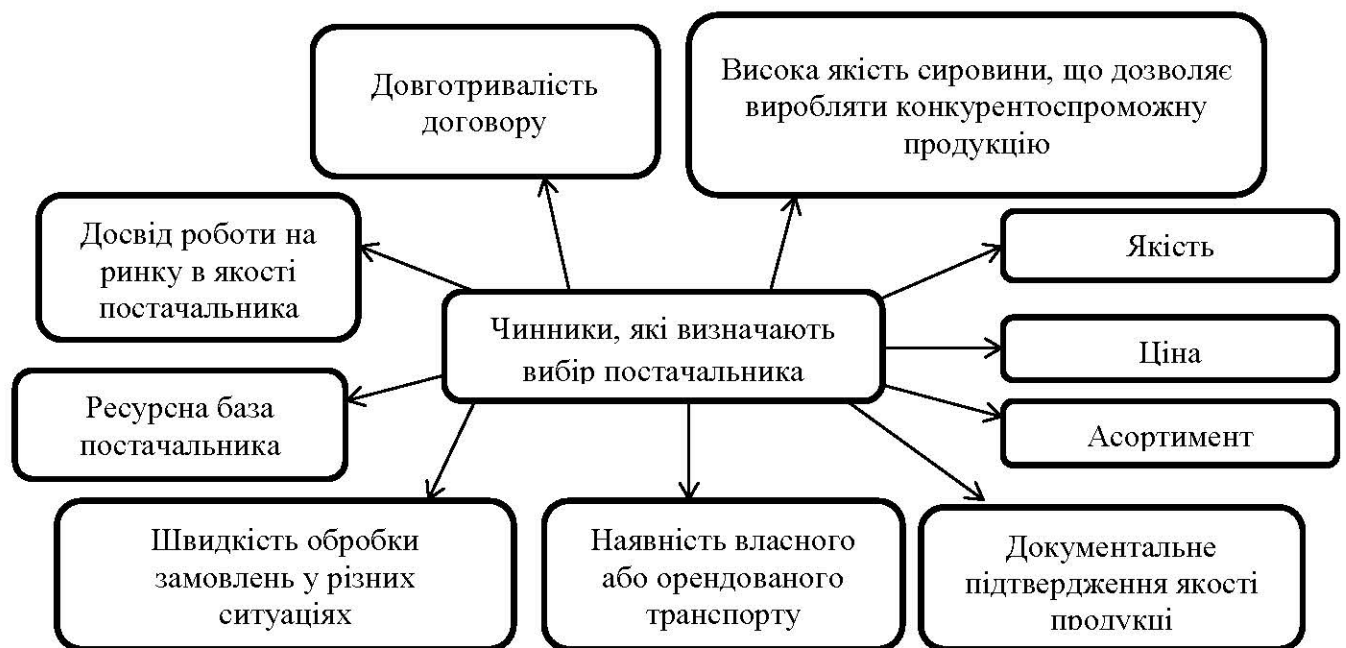 Довготривалість
договору
Висока якість сировини, що дозволяє
виробляти конкурентоспроможну
продукцію
Досвід роботи на
ринку в якості
постачальника
Якість
Чинники, які визначають
вибір постачальника
Ціна
Ресурсна база
постачальника
Асортимент
Швидкість обробки
замовлень у різних
ситуаціях
Наявність власного
або орендованого
транспорту
Документальне
підтвердження якості
продукці